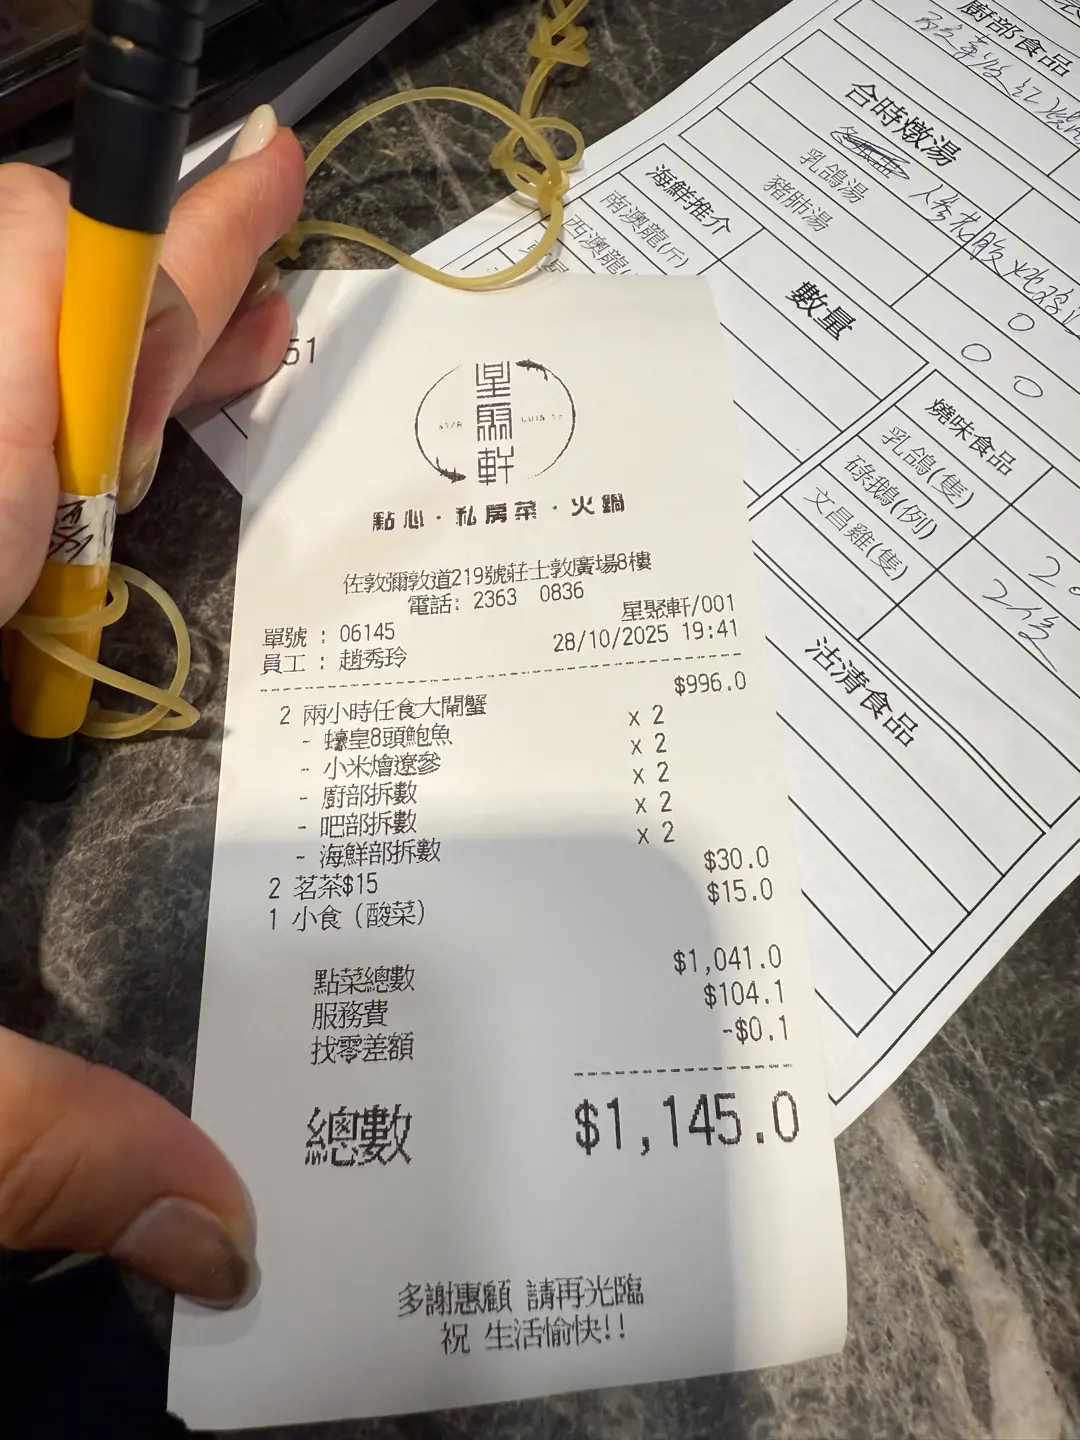 51
星聚軒
STAR CUISINE
點心・私房菜・火鍋
佐敦彌敦道219號莊士敦廣場8樓
電話: 2363 0836
星聚軒/001
單號 : 06145
28/10/2025 19:41
員工 : 趙秀玲
2 兩小時任食大閘蟹 $996.0
- 蠔皇8頭鮑魚 x 2
- 小米燴遼參 x 2
- 廚部拆數 x 2
- 吧部拆數 x 2
- 海鮮部拆數 x 2
2 茗茶$15 $30.0
1 小食 (酸菜) $15.0
點菜總數 $1,041.0
服務費 $104.1
找零差額 -$0.1
總數 $1,145.0
多謝惠顧 請再光臨
祝 生活愉快!!
廚部食品
合時燉湯
乳鴿湯
豬肺湯
海鮮推介
數量
南澳龍(斤)
西澳龍
燒味食品
乳鴿(隻)
碌鵝(例)
文昌雞(隻)
沽清食品